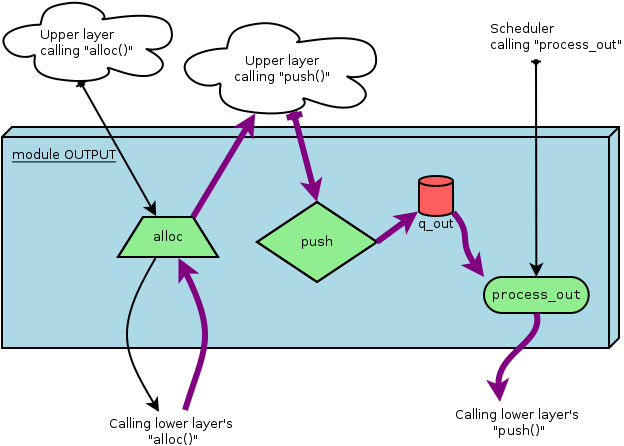 Upper layer
calling "alloc()"
Upper layer
calling "push()"
Scheduler
calling "process_out"
module OUTPUT
alloc
push
q_out
process_out
Calling lower layer's
"alloc()"
Calling lower layer's
"push()"